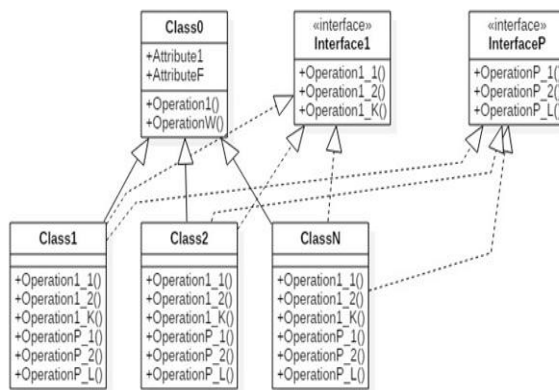 Class0
+Attribute1
+AttributeF
+Operation1()
+OperationW()
«interface»
Interface1
+Operation1_1()
+Operation1_2()
+Operation1_K()
«interface»
InterfaceP
+OperationP_1()
+OperationP_2()
+OperationP_L()
Class1
+Operation1_1()
+Operation1_2()
+Operation1_K()
+OperationP_1()
+OperationP_2()
+OperationP_L()
Class2
+Operation1_1()
+Operation1_2()
+Operation1_K()
+OperationP_1()
+OperationP_2()
+OperationP_L()
ClassN
+Operation1_1()
+Operation1_2()
+Operation1_K()
+OperationP_1()
+OperationP_2()
+OperationP_L()